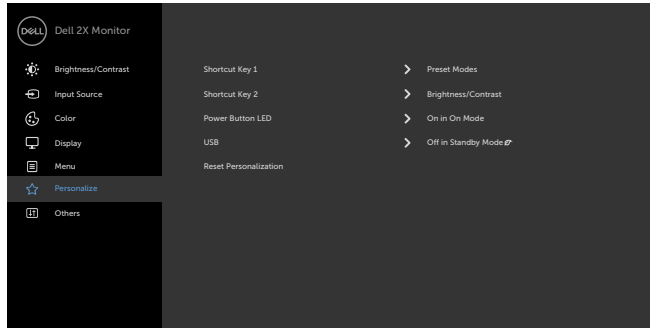 DELL
Dell 2X Monitor
Brightness/Contrast
Input Source
Color
Display
Menu
Personalize
Others
Shortcut Key 1 Preset Modes
Shortcut Key 2 Brightness/Contrast
Power Button LED On in On Mode
USB Off in Standby Mode
Reset Personalization